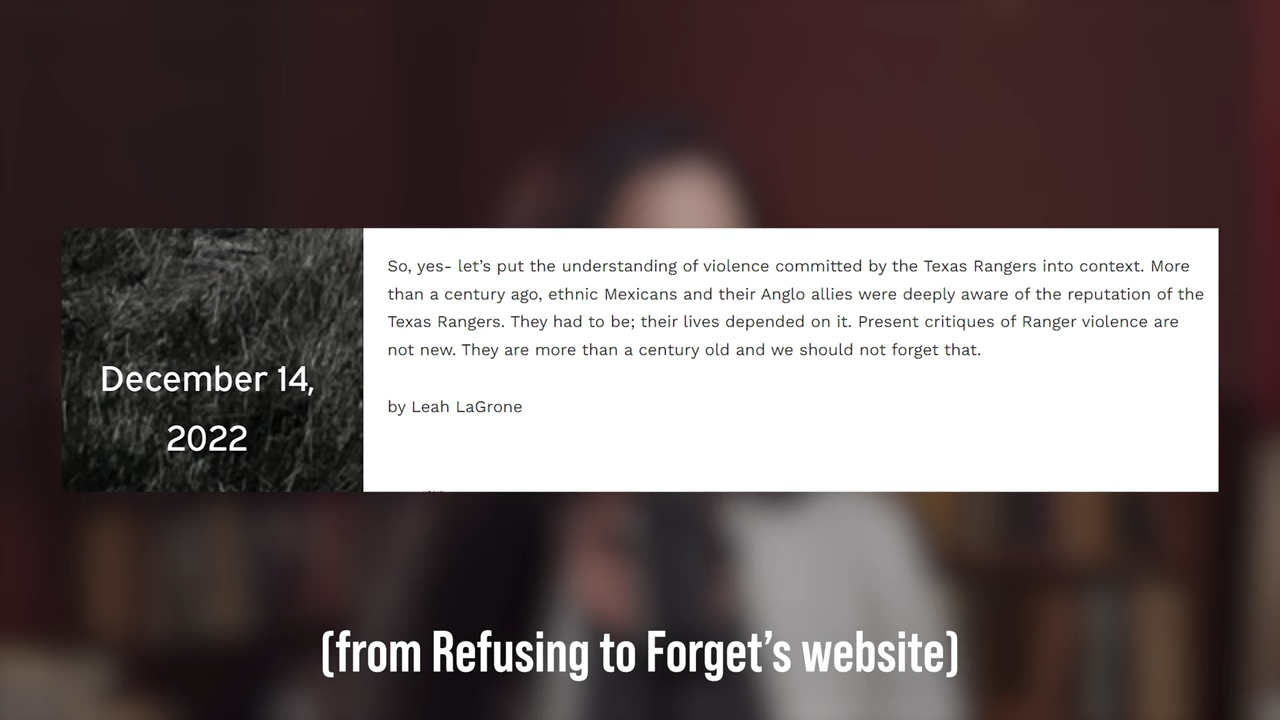 So, yes- let’s put the understanding of violence committed by the Texas Rangers into context. More
than a century ago, ethnic Mexicans and their Anglo allies were deeply aware of the reputation of the
Texas Rangers. They had to be; their lives depended on it. Present critiques of Ranger violence are
not new. They are more than a century old and we should not forget that.
by Leah LaGrone
December 14,
2022
(from Refusing to Forget’s website)